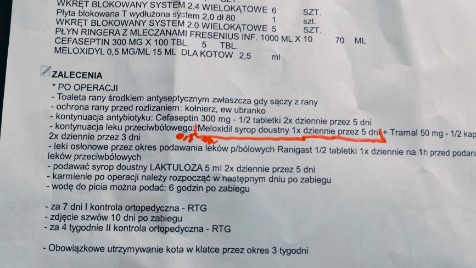 WKRĘT BLOKOWANY SYSTEM 2.4 WIELOKĄTOWE 6 SZT.
Płyta blokowana T wydłużona system 2,0 dł 80 1 szt.
WKRĘT BLOKOWANY SYSTEM 2.0 WIELOKĄTOWE 5 SZT.
PŁYN RINGERA Z MLECZANAMI FRESENIUS INF. 1000 ML X 10 70 ML
CEFASEPTIN 300 MG X 100 TBL. 5 TBL.
MELOXIDYL 0,5 MG/ML 15 ML DLA KOTOW 2,5 ml
ZALECENIA
* PO OPERACJI
- Toaleta rany środkiem antyseptycznym zwłaszcza gdy sączy z rany
- ochrona rany przed rozlizaniem: kołnierz, ew ubranko
- kontynuacja antybiotyku: Cefaseptin 300 mg - 1/2 tabletki 2x dziennie przez 5 dni
- kontynuacja leku przeciwbólowego: Meloxidil syrop doustny 1x dziennie przez 5 dni + Tramal 50 mg - 1/2 kap
2x dziennie przez 3 dni
- leki osłonowe przez okres podawania leków p/bólowych Ranigast 1/2 tabletki 1x dziennie na 1h przed podani
leków przeciwbólowych
- podawać syrop doustny LAKTULOZA 5 ml 2x dziennie przez 5 dni
- karmienie po operacji należy rozpocząć w następnym dniu po zabiegu
- wodę do picia można podać: 6 godzin po zabiegu
- za 7 dni I kontrola ortopedyczna - RTG
- zdjęcie szwów 10 dni po zabiegu
- za 4 tygodnie II kontrola ortopedyczna - RTG
- Obowiązkowe utrzymywanie kota w klatce przez okres 3 tygodni